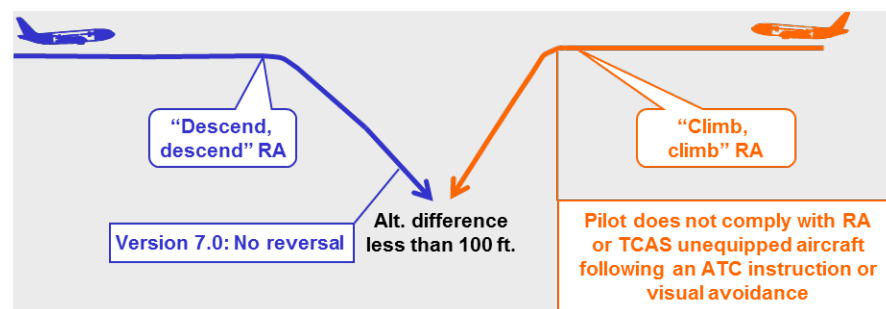 “Descend,
descend” RA
“Climb,
climb” RA
Version 7.0: No reversal
Alt. difference
less than 100 ft.
Pilot does not comply with RA
or TCAS unequipped aircraft
following an ATC instruction or
visual avoidance